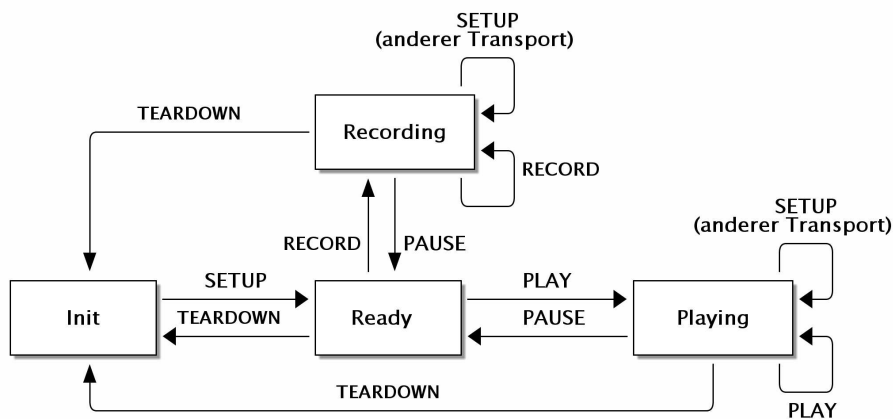 SETUP
(anderer Transport)
TEARDOWN
Recording
RECORD
SETUP
(anderer Transport)
RECORD
PAUSE
SETUP
PLAY
Init
TEARDOWN
Ready
PAUSE
Playing
TEARDOWN
PLAY